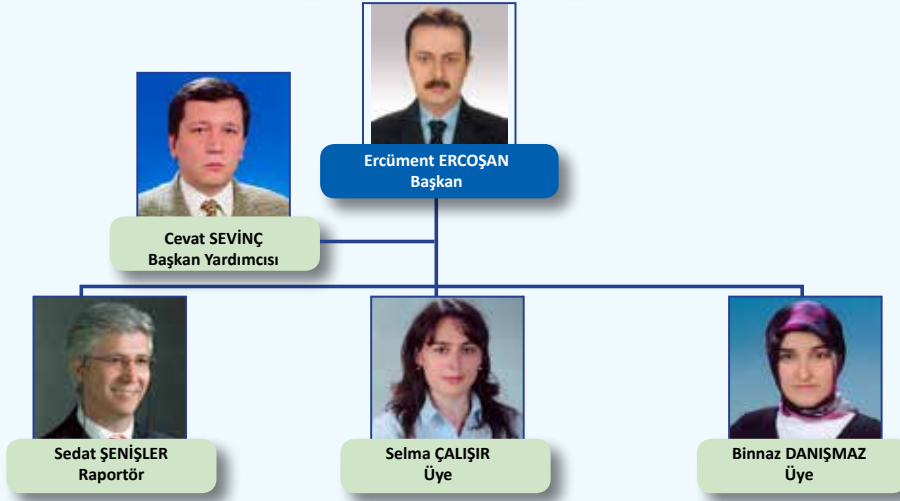 Ercüment ERCOŞAN
Başkan
Cevat SEVİNÇ
Başkan Yardımcısı
Sedat ŞENİŞLER
Raportör
Selma ÇALIŞIR
Üye
Binnaz DANIŞMAZ
Üye